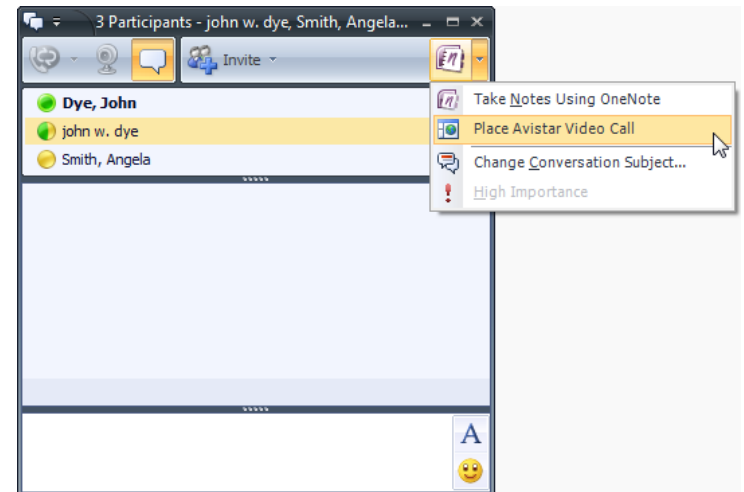 3 Participants - john w. dye, Smith, Angela...
Invite
Dye, John
john w. dye
Smith, Angela
Take Notes Using OneNote
Place Avistar Video Call
Change Conversation Subject...
High Importance
A